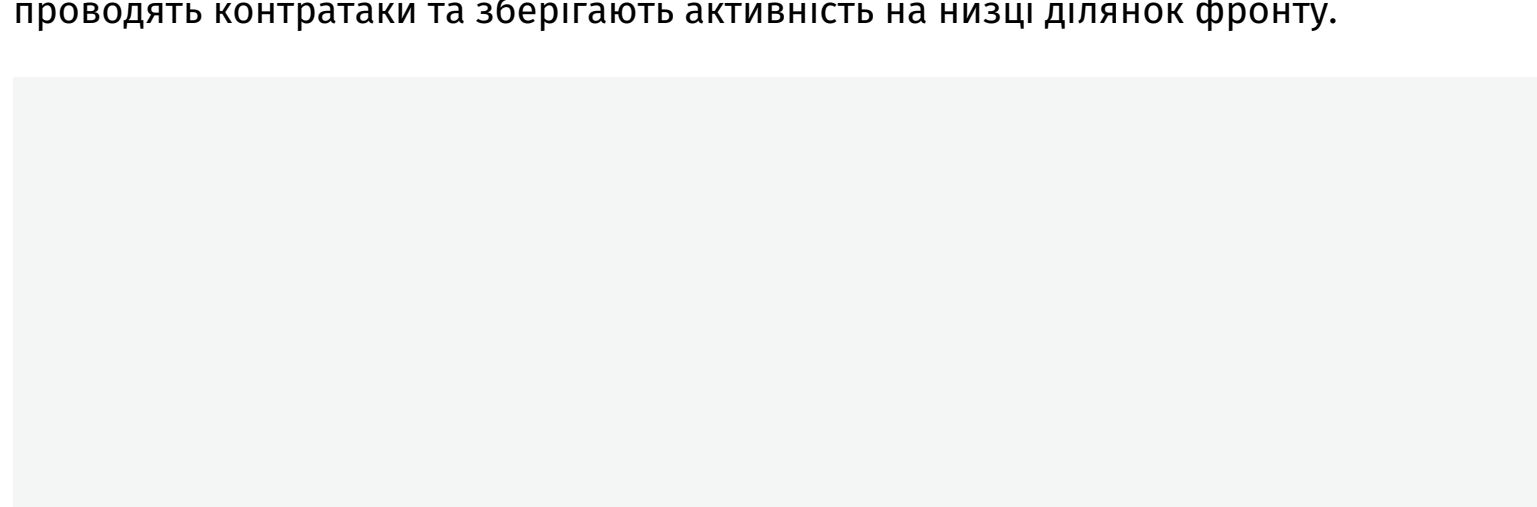 проводять контратаки та зберігають активність на низці ділянок фронту.